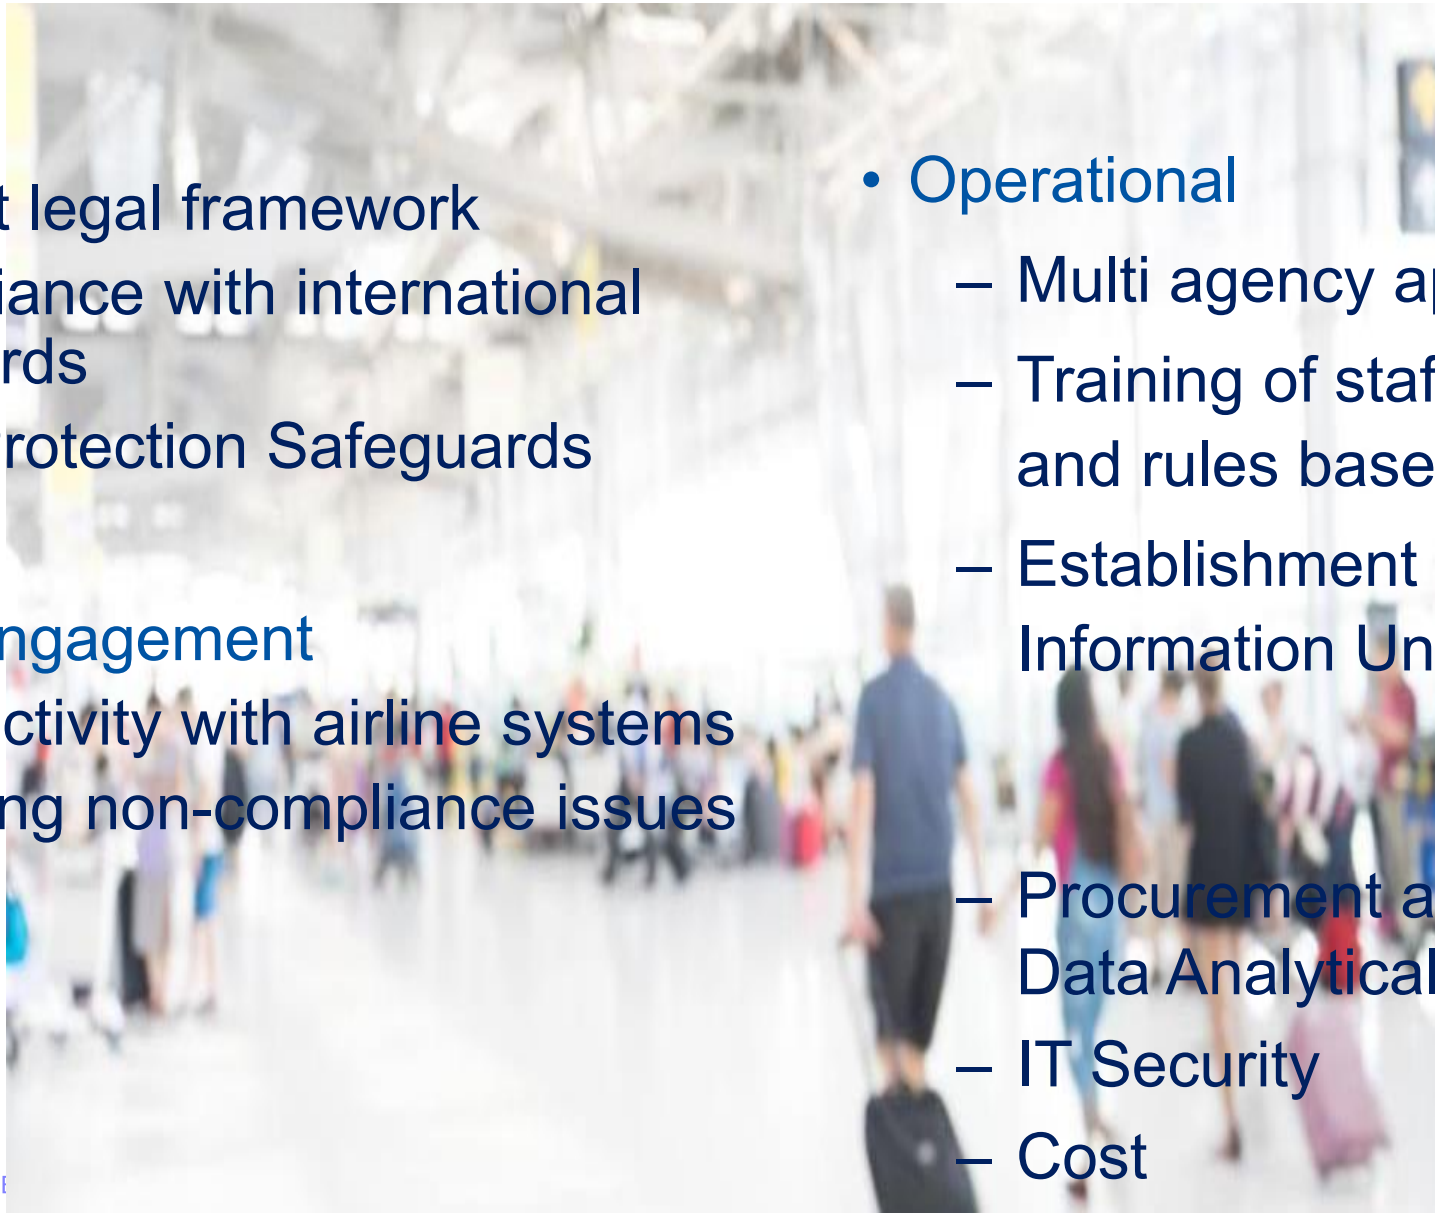 t legal framework
iance with international
rds
rotection Safeguards
ngagement
ctivity with airline systems
ng non-compliance issues
• Operational
– Multi agency a
– Training of staf
and rules base
– Establishment
Information Un
– Procurement a
Data Analytical
– IT Security
– Cost